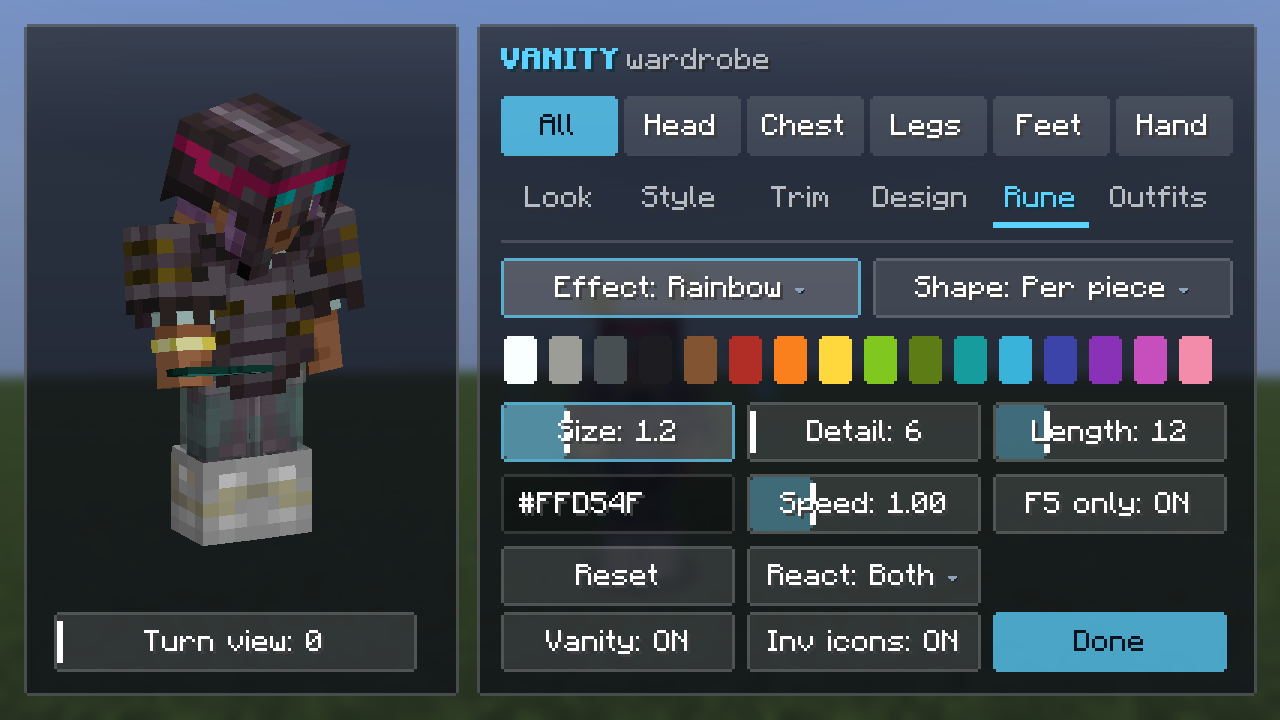 VANITY wardrobe
All Head Chest Legs Feet Hand
Look Style Trim Design Rune Outfits
Effect: Rainbow Shape: Per piece
Size: 1.2 Detail: 6 Length: 12
#FFD54F Speed: 1.00 F5 only: ON
Reset React: Both
Turn view: 0 Vanity: ON Inv icons: ON Done